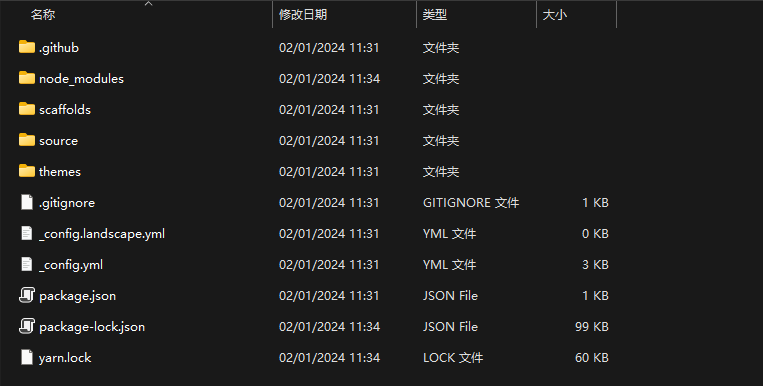 名称 修改日期 类型 大小
.github 02/01/2024 11:31 文件夹
node_modules 02/01/2024 11:34 文件夹
scaffolds 02/01/2024 11:31 文件夹
source 02/01/2024 11:31 文件夹
themes 02/01/2024 11:31 文件夹
.gitignore 02/01/2024 11:31 GITIGNORE 文件 1 KB
_config.landscape.yml 02/01/2024 11:31 YML 文件 0 KB
_config.yml 02/01/2024 11:31 YML 文件 3 KB
package.json 02/01/2024 11:31 JSON File 1 KB
package-lock.json 02/01/2024 11:34 JSON File 99 KB
yarn.lock 02/01/2024 11:34 LOCK 文件 60 KB